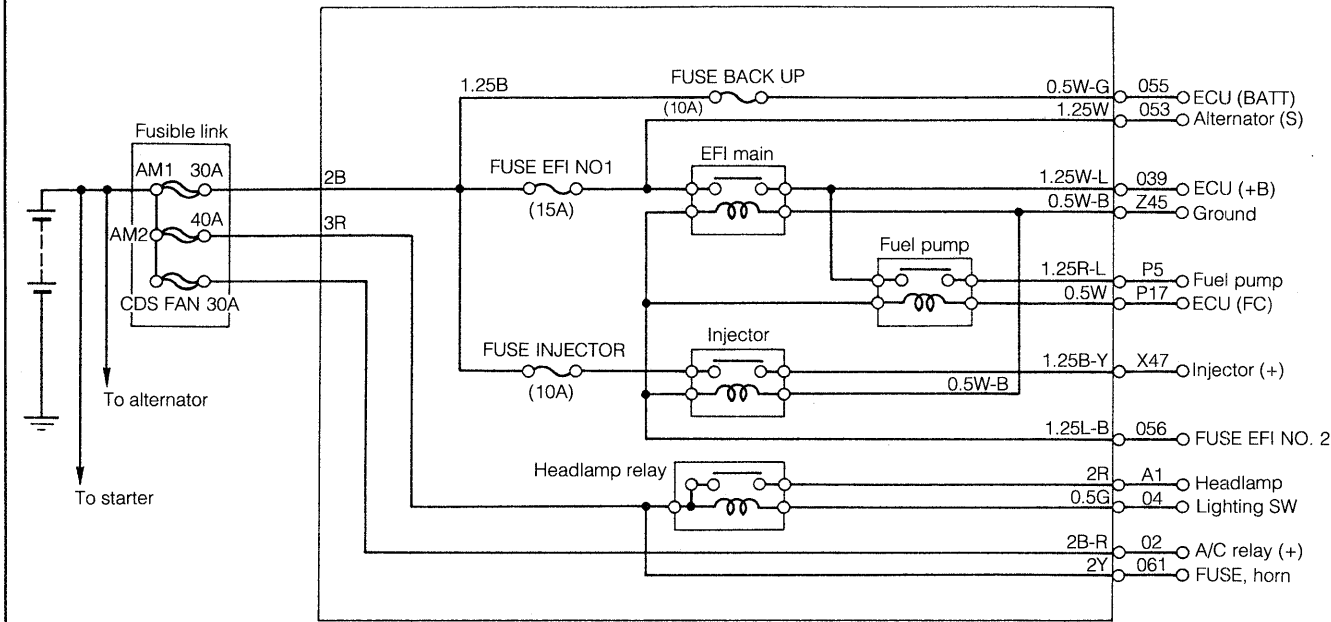 1.25B
FUSE BACK UP
(10A)
0.5W-G
055
ECU (BATT)
1.25W
053
Alternator (S)
Fusible link
AM1 30A
2B
FUSE EFI NO1
(15A)
EFI main
1.25W-L
039
ECU (+B)
0.5W-B
Z45
Ground
AM2
40A
3R
Fuel pump
1.25R-L
P5
Fuel pump
0.5W
P17
ECU (FC)
CDS FAN 30A
FUSE INJECTOR
(10A)
Injector
1.25B-Y
X47
Injector (+)
0.5W-B
To alternator
1.25L-B
056
FUSE EFI NO. 2
Headlamp relay
2R
A1
Headlamp
0.5G
04
Lighting SW
To starter
2B-R
02
A/C relay (+)
2Y
061
FUSE, horn